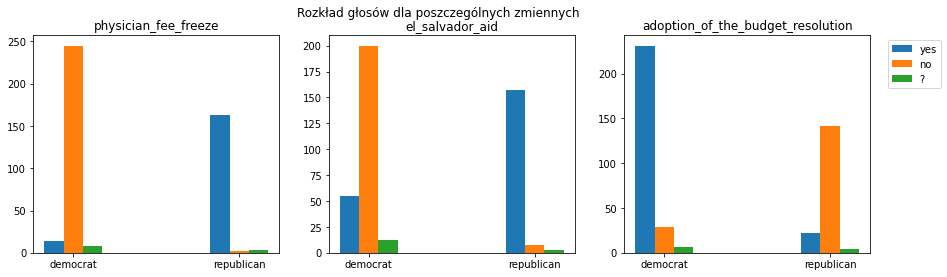 Rozkład głosów dla poszczególnych zmiennych
physician_fee_freeze
250
200
150
100
50
0
democrat
republican
el_salvador_aid
200
175
150
125
100
75
50
25
0
democrat
republican
adoption_of_the_budget_resolution
200
150
100
50
0
democrat
republican
yes
no
?